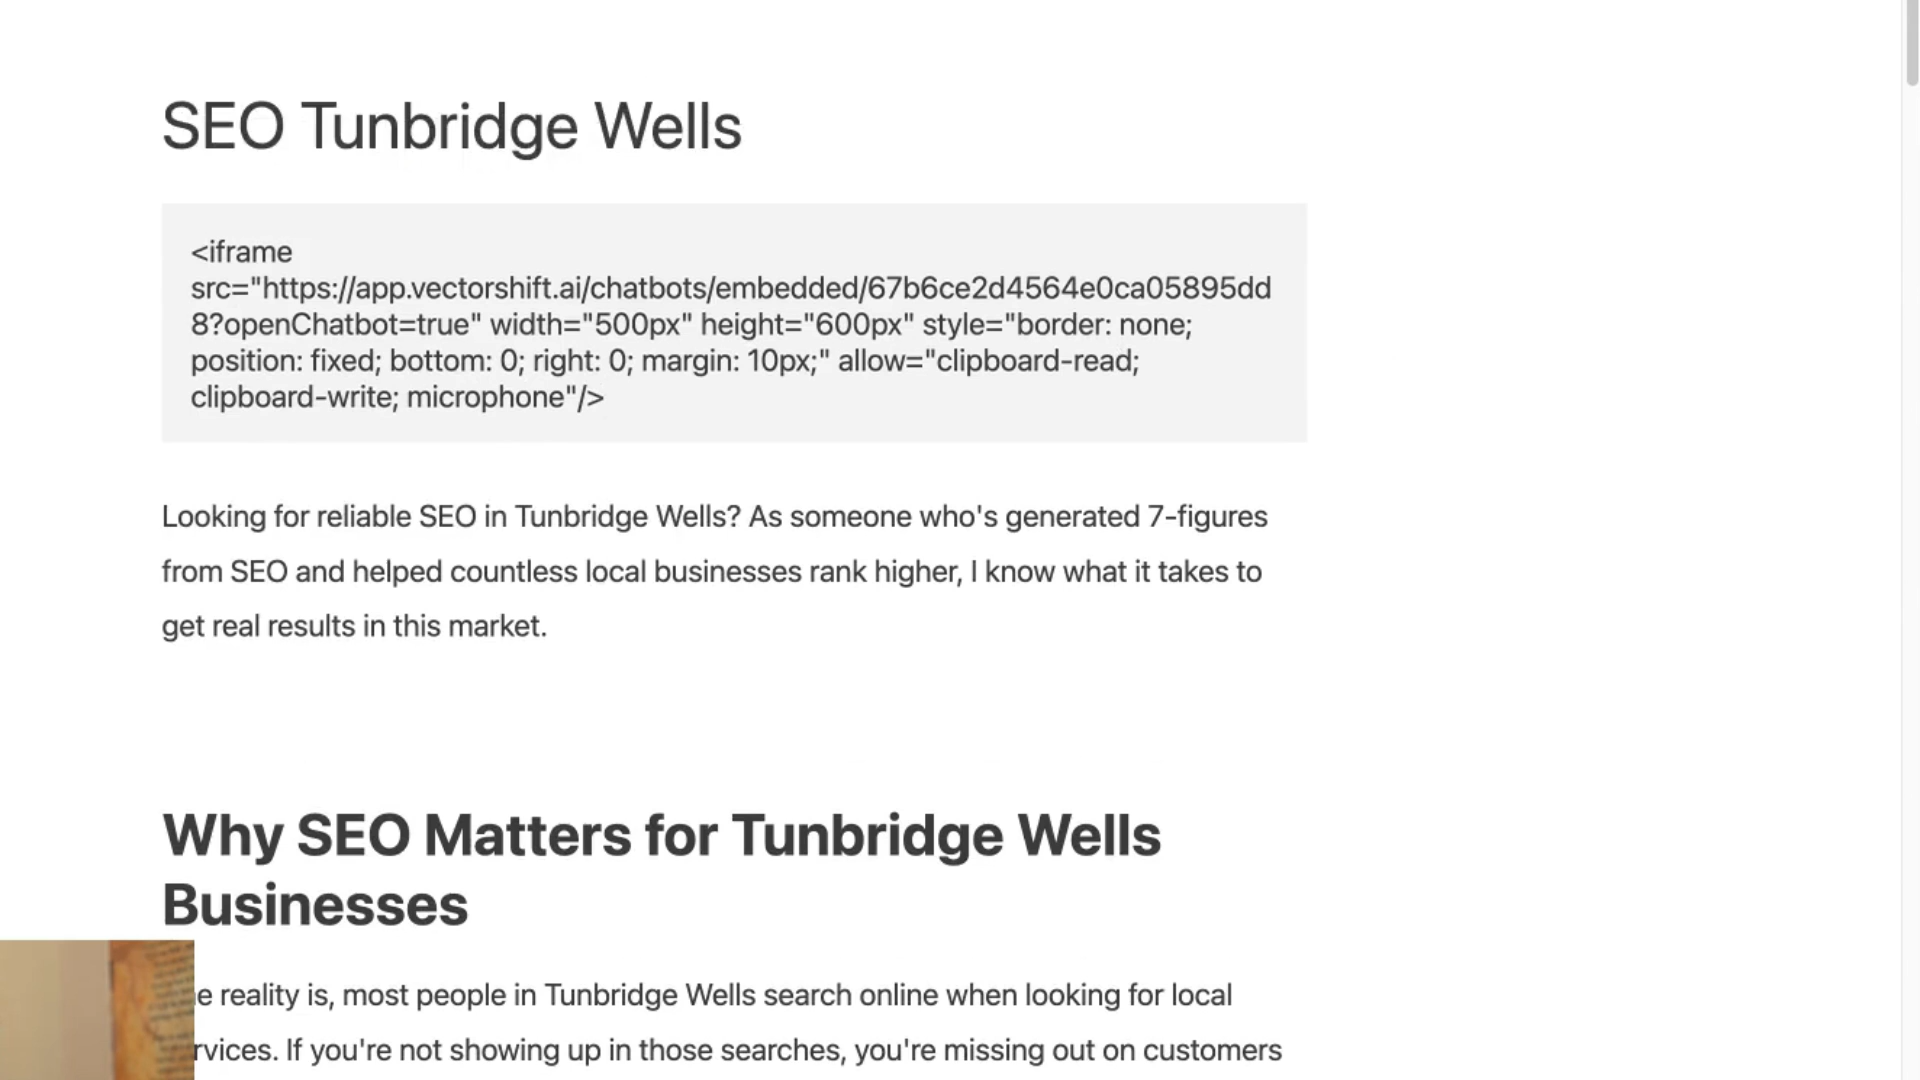 SEO Tunbridge Wells
<iframe
src="https://app.vectorshift.ai/chatbots/embedded/67b6ce2d4564e0ca05895dd
8?openChatbot=true" width="500px" height="600px" style="border: none;
position: fixed; bottom: 0; right: 0; margin: 10px;" allow="clipboard-read;
clipboard-write; microphone"/>
Looking for reliable SEO in Tunbridge Wells? As someone who's generated 7-figures
from SEO and helped countless local businesses rank higher, I know what it takes to
get real results in this market.
Why SEO Matters for Tunbridge Wells
Businesses
reality is, most people in Tunbridge Wells search online when looking for local
If you're not showing up in those searches, you're missing out on customers